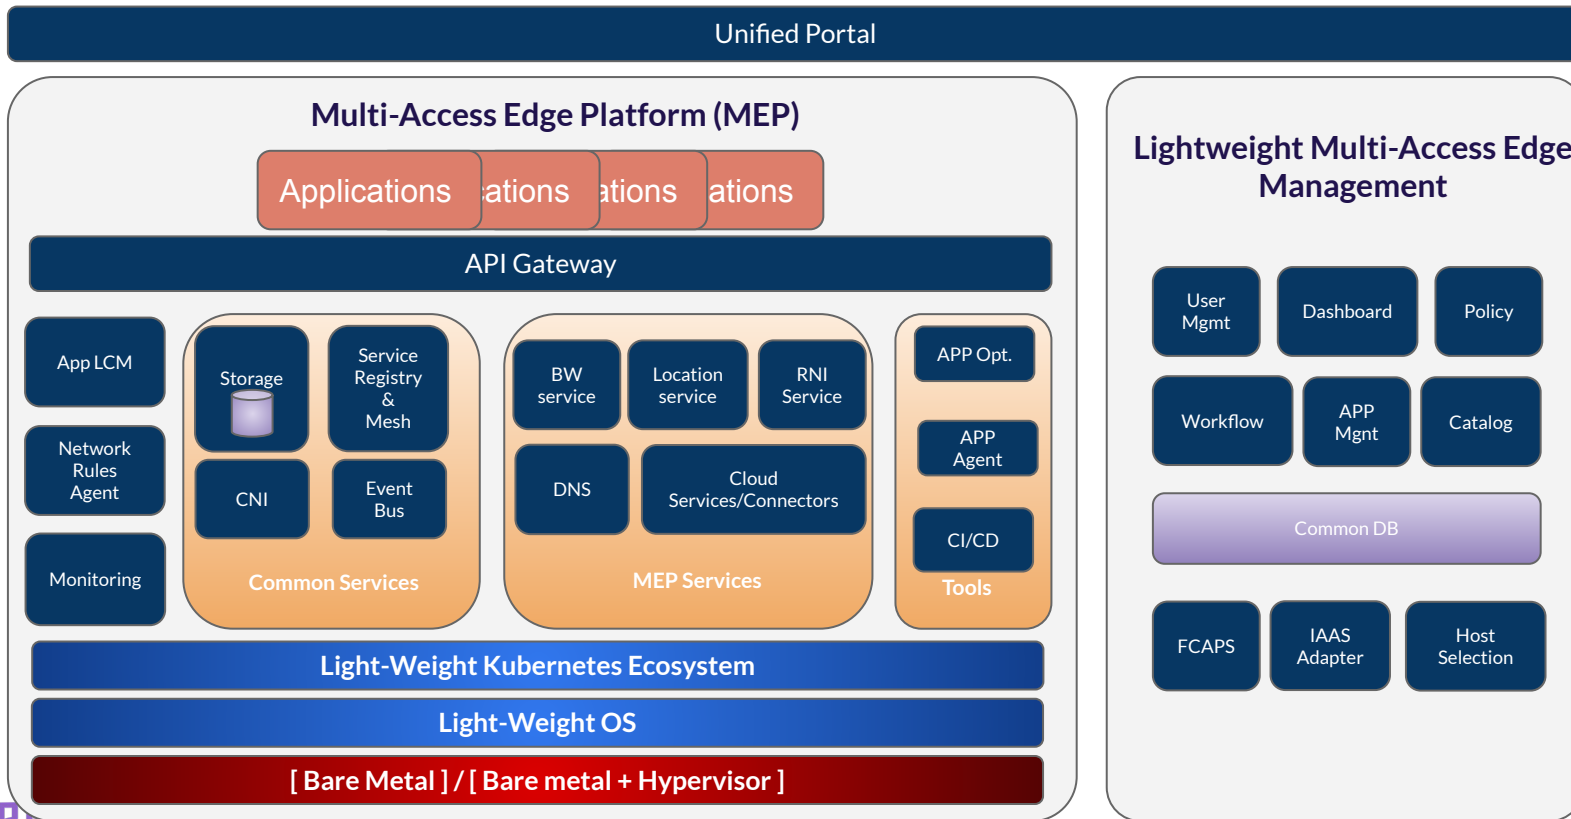 Unified Portal
Multi-Access Edge Platform (MEP)
Applications
cations
ations
ations
API Gateway
App LCM
Network
Rules
Agent
Monitoring
Storage
Service
Registry
&
Mesh
CNI
Event
Bus
Common Services
BW
service
Location
service
RNI
Service
DNS
Cloud
Services/Connectors
MEP Services
APP Opt.
APP
Agent
CI/CD
Tools
Light-Weight Kubernetes Ecosystem
Light-Weight OS
[ Bare Metal ] / [ Bare metal + Hypervisor ]
Lightweight Multi-Access Edge
Management
User
Mgmt
Dashboard
Policy
Workflow
APP
Mgnt
Catalog
Common DB
FCAPS
IAAS
Adapter
Host
Selection